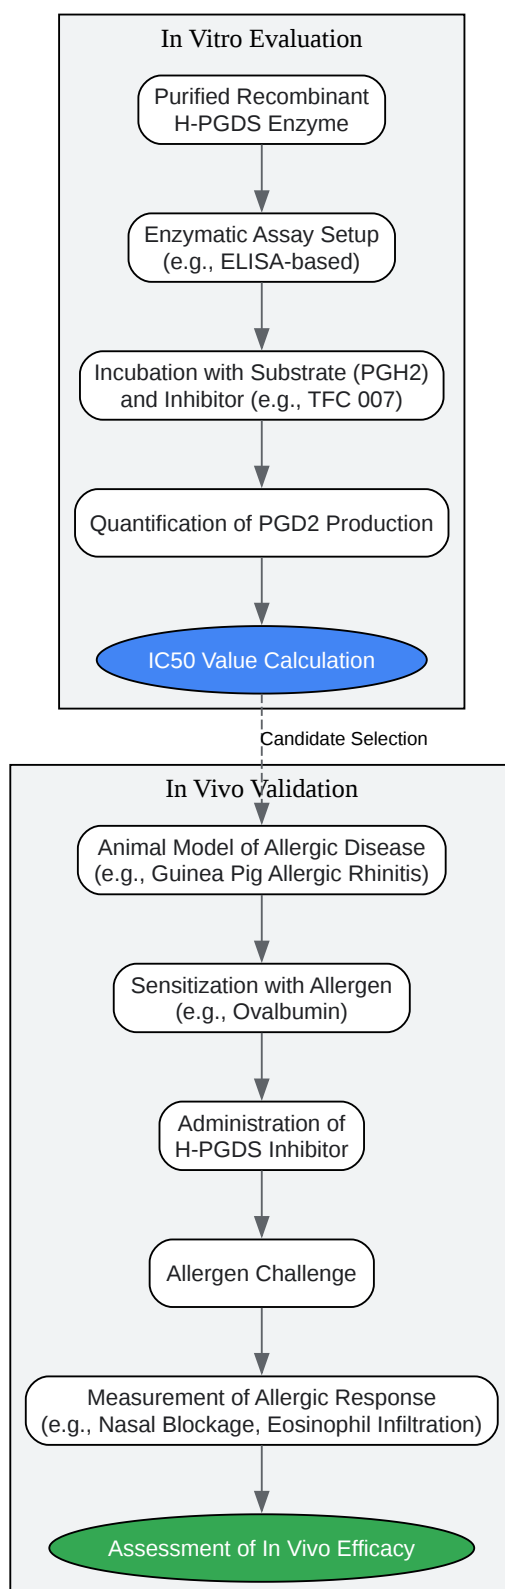 In Vitro Evaluation
Purified Recombinant
H-PGDS Enzyme
Enzymatic Assay Setup
(e.g., ELISA-based)
Incubation with Substrate (PGH2)
and Inhibitor (e.g., TFC 007)
Quantification of PGD2 Production
IC50 Value Calculation
Candidate Selection
In Vivo Validation
Animal Model of Allergic Disease
(e.g., Guinea Pig Allergic Rhinitis)
Sensitization with Allergen
(e.g., Ovalbumin)
Administration of
H-PGDS Inhibitor
Allergen Challenge
Measurement of Allergic Response
(e.g., Nasal Blockage, Eosinophil Infiltration)
Assessment of In Vivo Efficacy